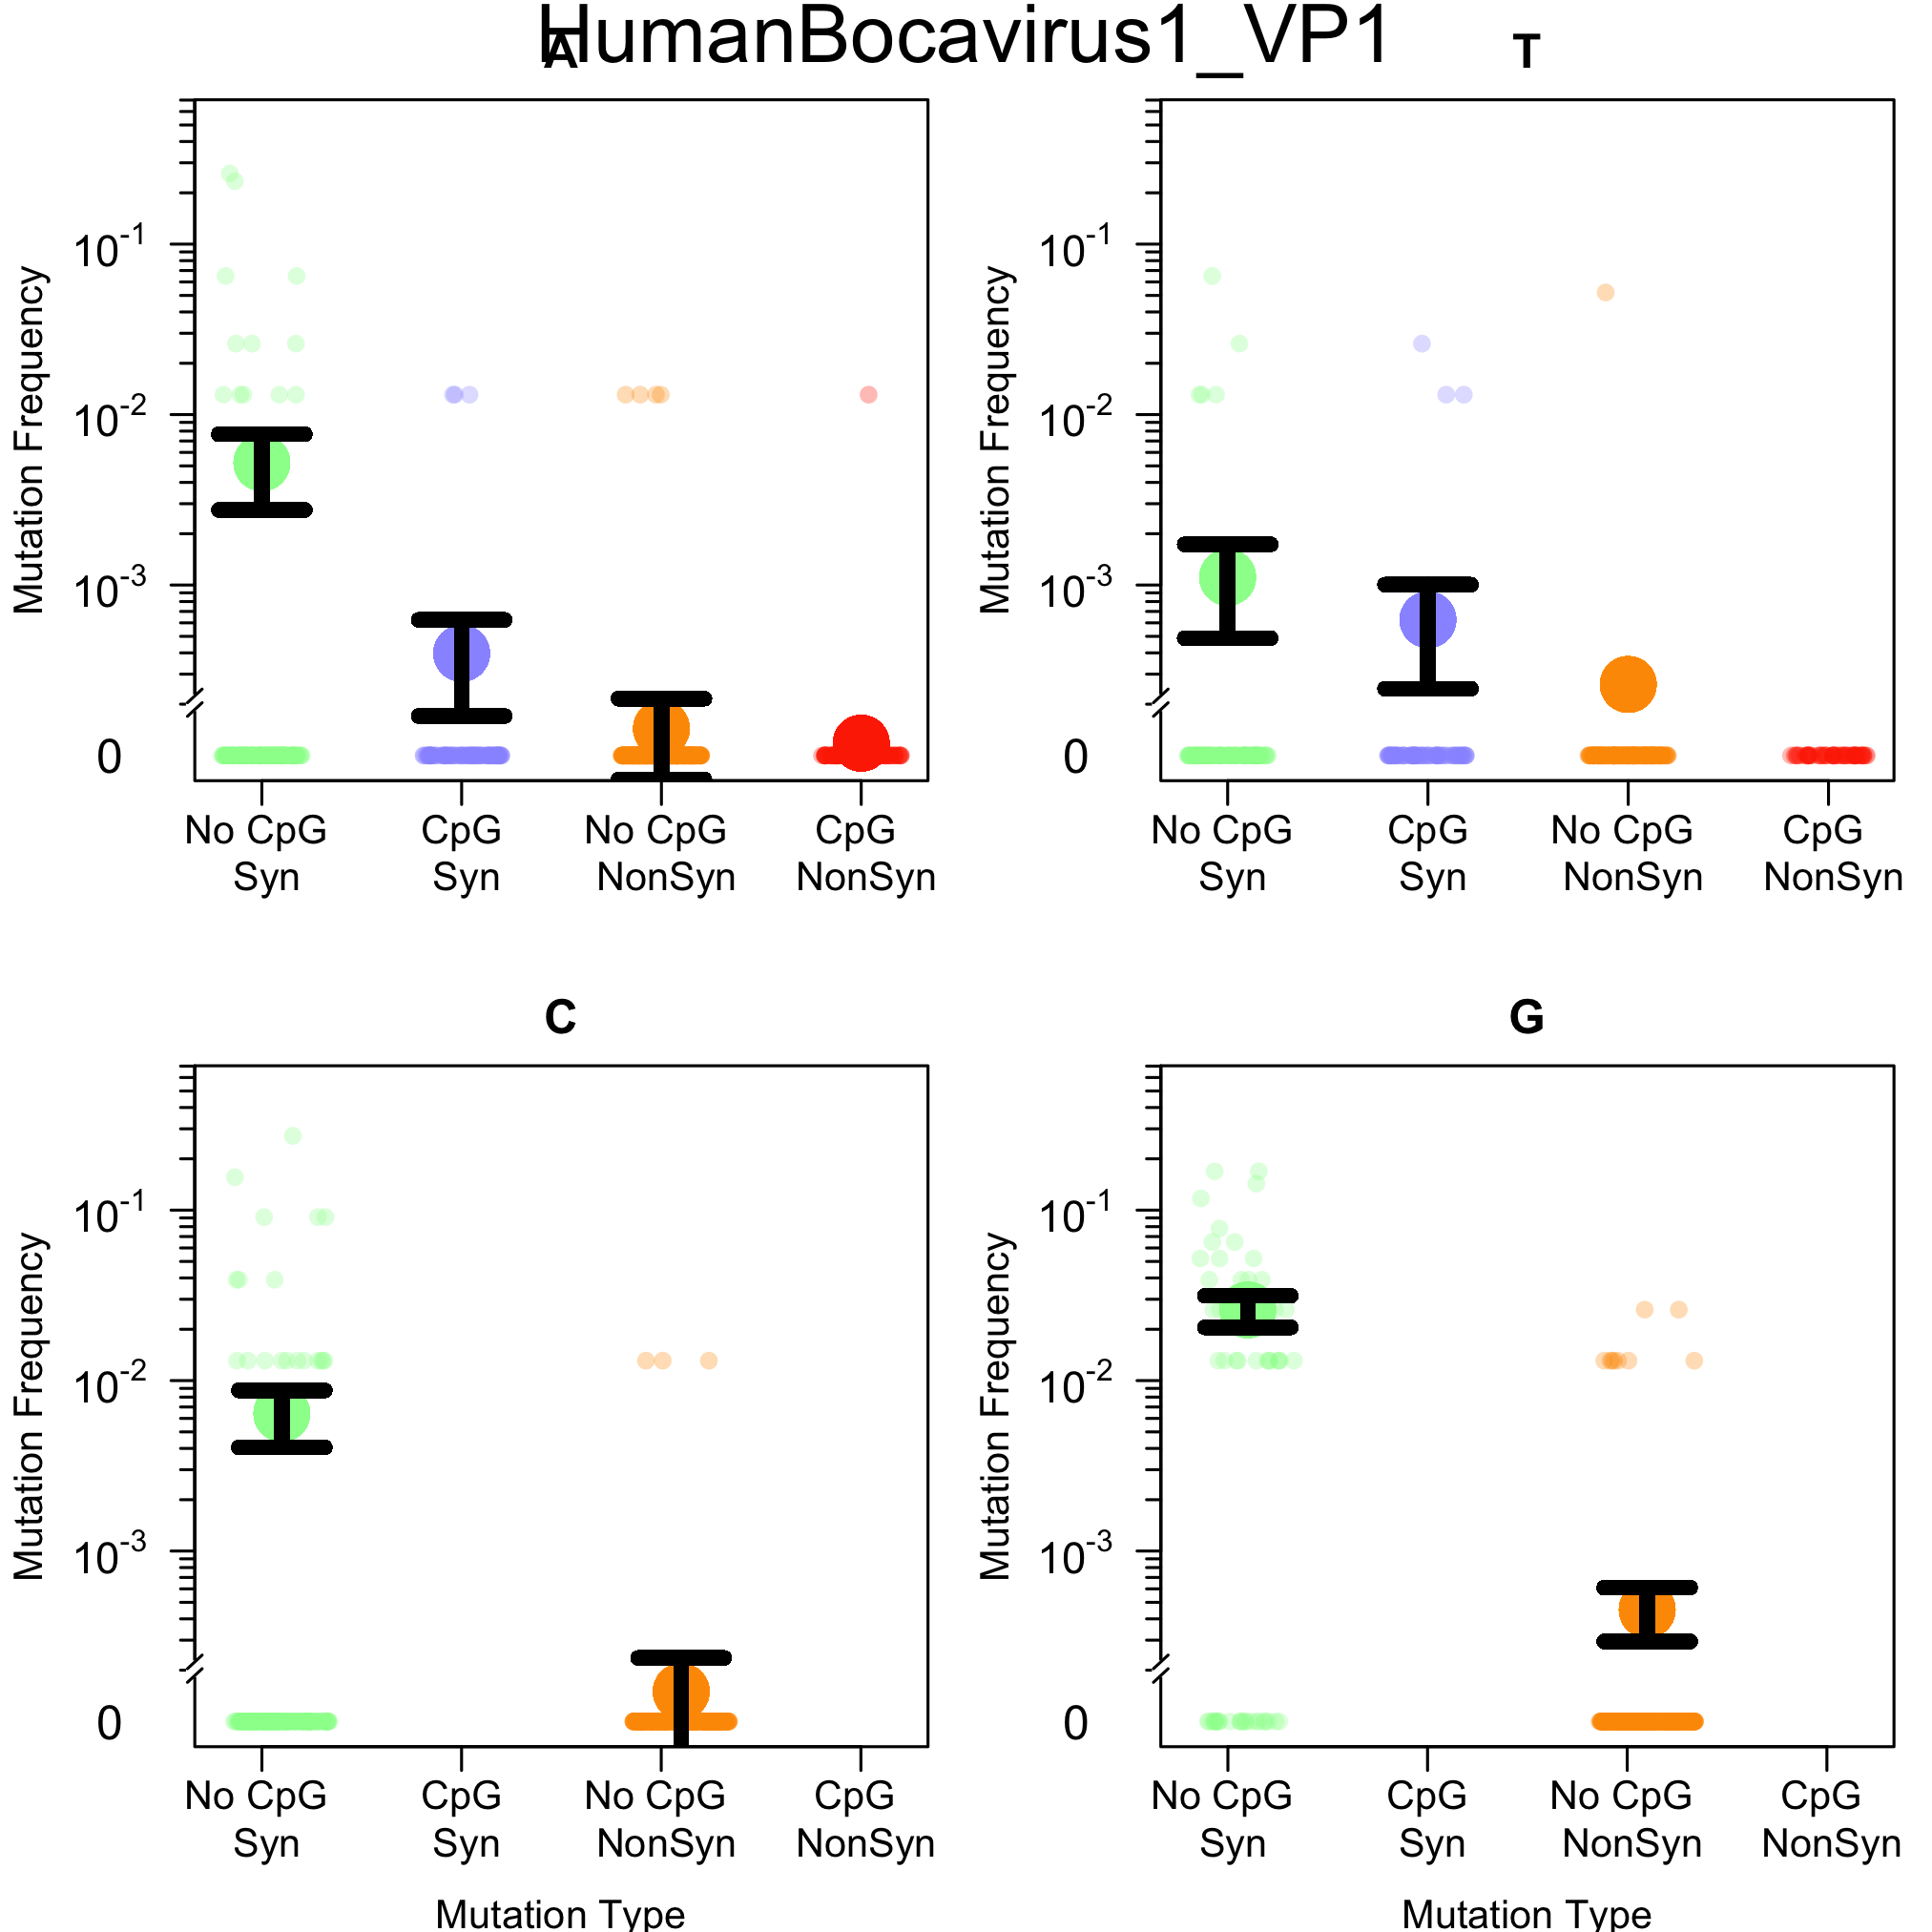 HumanBocavirus1_VP1
A
T
Mutation Frequency
10-1
10-2
10-3
0
No CpG CpG No CpG CpG
Syn Syn NonSyn NonSyn
Mutation Frequency
10-1
10-2
10-3
0
No CpG CpG No CpG CpG
Syn Syn NonSyn NonSyn
C
G
Mutation Frequency
10-1
10-2
10-3
0
No CpG CpG No CpG CpG
Syn Syn NonSyn NonSyn
Mutation Type
Mutation Frequency
10-1
10-2
10-3
0
No CpG CpG No CpG CpG
Syn Syn NonSyn NonSyn
Mutation Type